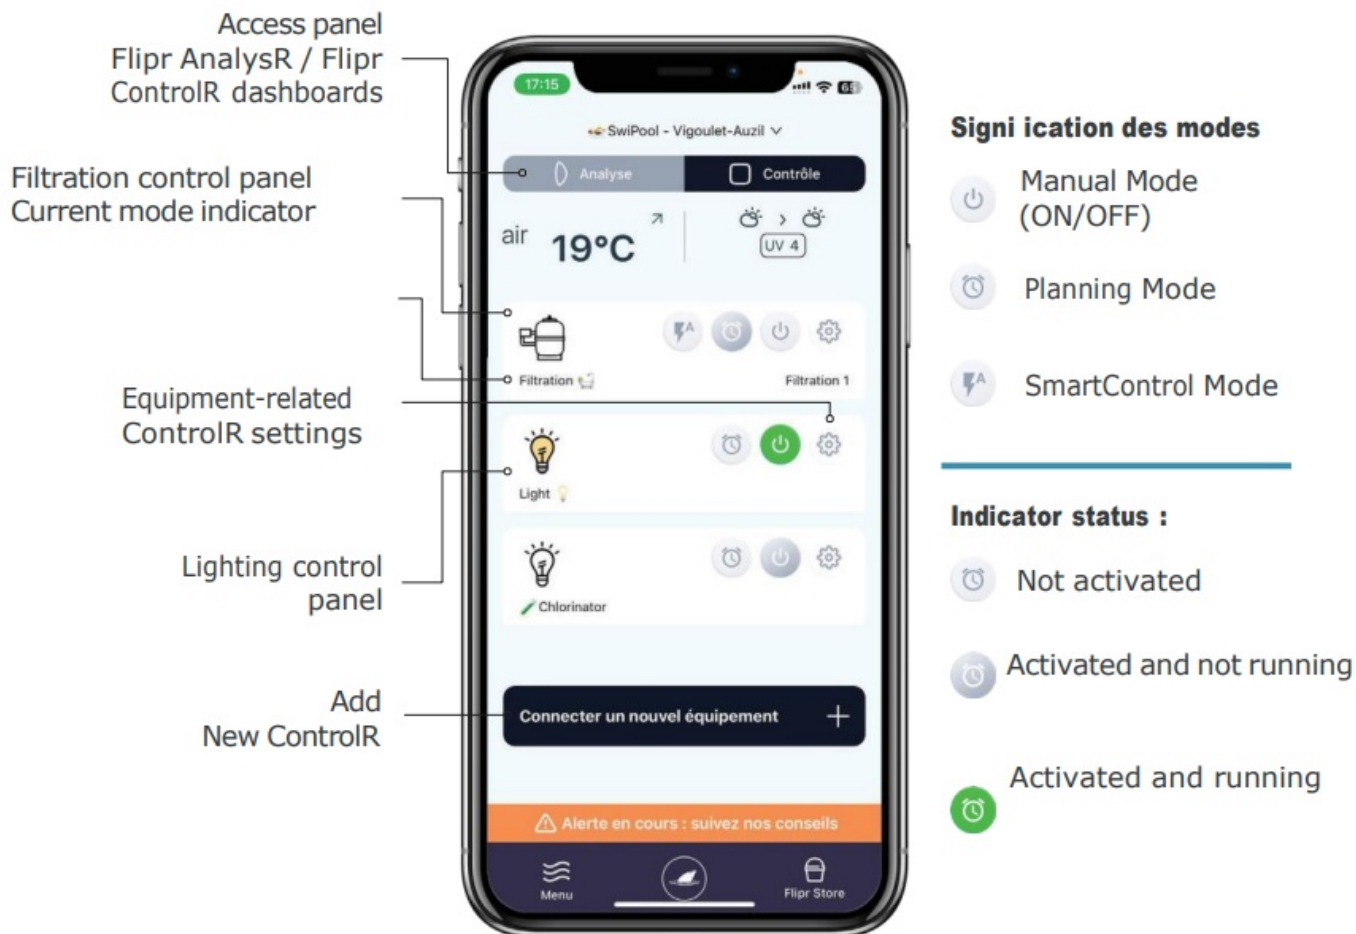 Access panel
Flipr AnalysR / Flipr
ControlR dashboards
Filtration control panel
Current mode indicator
Equipment-related
ControlR settings
Lighting control
panel
Add
New ControlR
17:15
65
SwiPool - Vigoulet-Auzil
Analyse
Contrôle
air
19°C
UV 4
A
Filtration
Filtration 1
Light
Chlorinator
Connecter un nouvel équipement
Alerte en cours : suivez nos conseils
Menu
Flipr Store
Signi ication des modes
Manual Mode
(ON/OFF)
Planning Mode
A
SmartControl Mode
Indicator status :
Not activated
Activated and not running
Activated and running